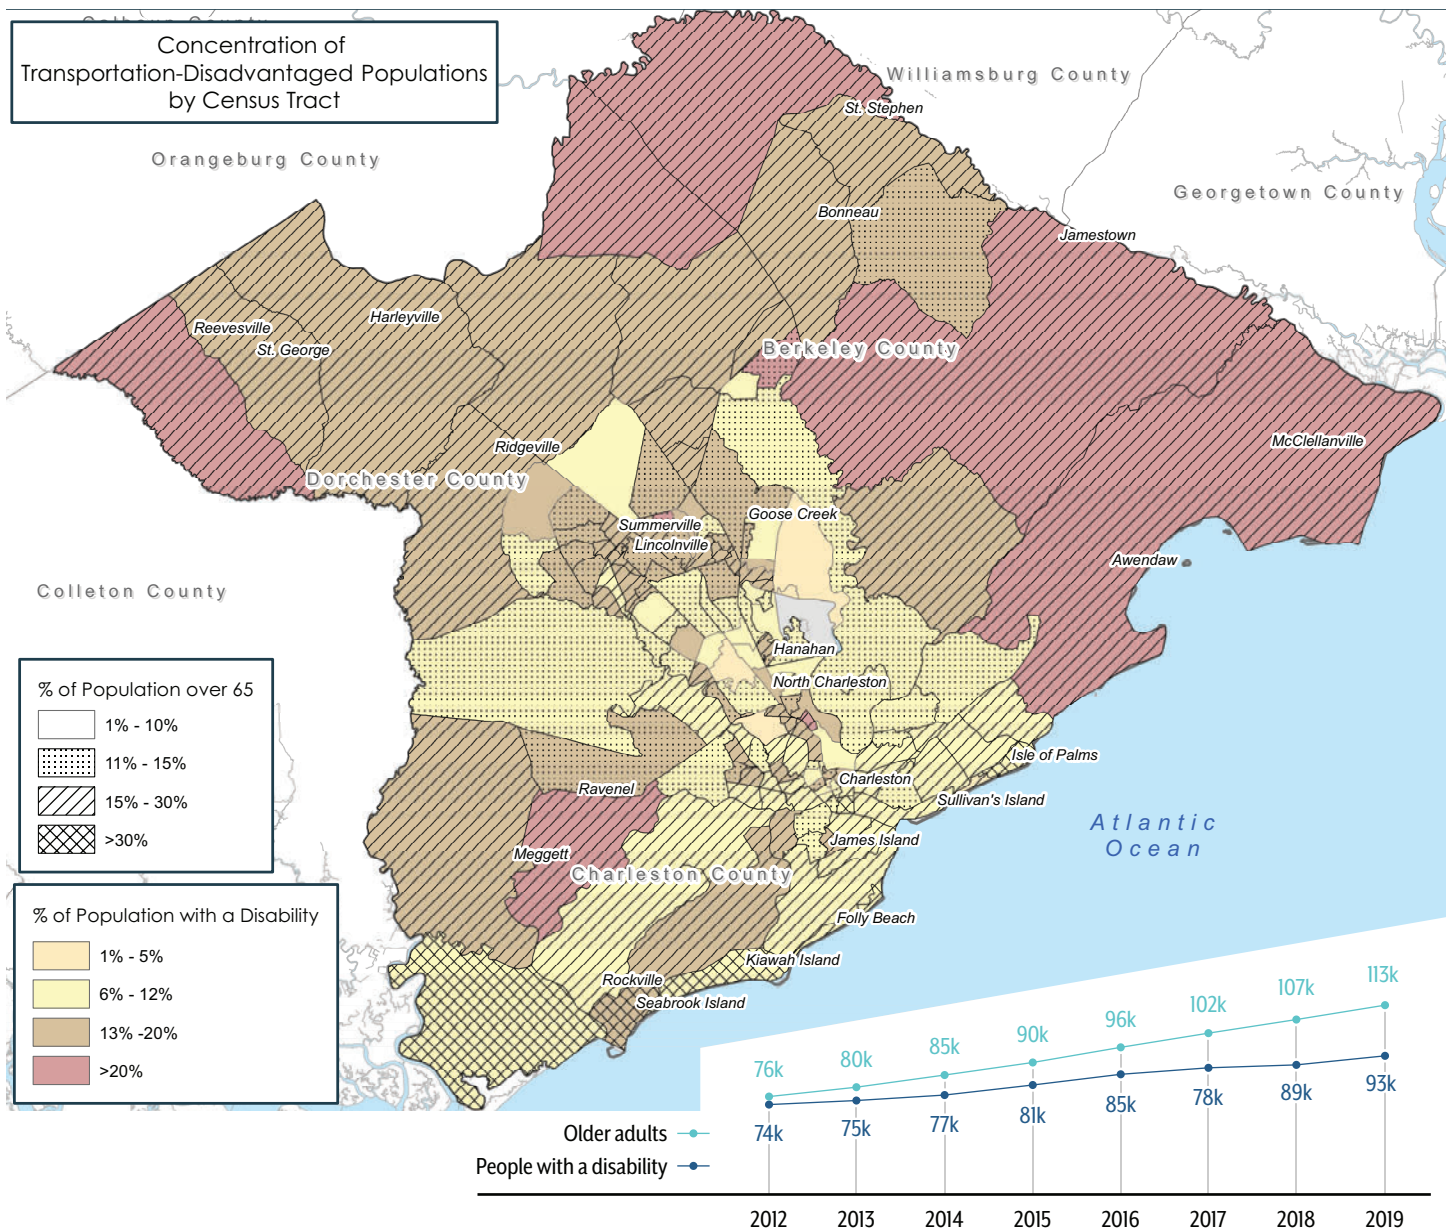 Calhoun County
Concentration of
Transportation-Disadvantaged Populations
by Census Tract
Williamsburg County
St. Stephen
Orangeburg County
Georgetown County
Bonneau
Jamestown
Reevesville
Harleyville
St. George
Berkeley County
McClellanville
Ridgeville
Dorchester County
Goose Creek
Summerville
Lincolnville
Awendaw
Colleton County
Hanahan
North Charleston
Isle of Palms
Charleston
Ravenel
Sullivan's Island
Atlantic
Ocean
James Island
Meggett
Charleston County
Folly Beach
Kiawah Island
Rockville
Seabrook Island
% of Population over 65
1% - 10%
11% - 15%
15% - 30%
>30%
% of Population with a Disability
1% - 5%
6% - 12%
13% -20%
>20%
76k 80k 85k 90k 96k 102k 107k 113k
74k 75k 77k 81k 85k 78k 89k 93k
Older adults
People with a disability
2012 2013 2014 2015 2016 2017 2018 2019